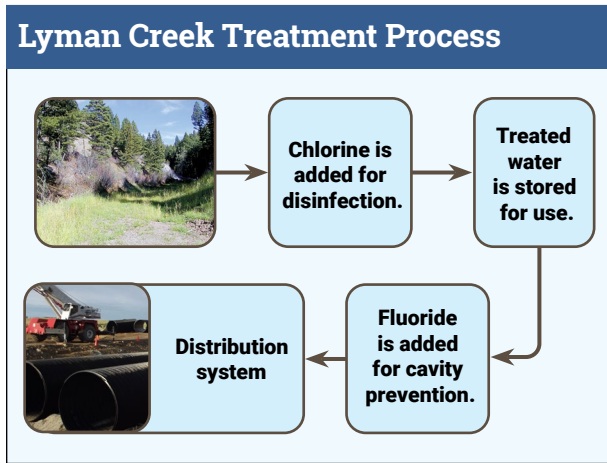 Lyman Creek Treatment Process
Chlorine is
added for
disinfection.
Treated
water
is stored
for use.
Fluoride
is added
for cavity
prevention.
Distribution
system